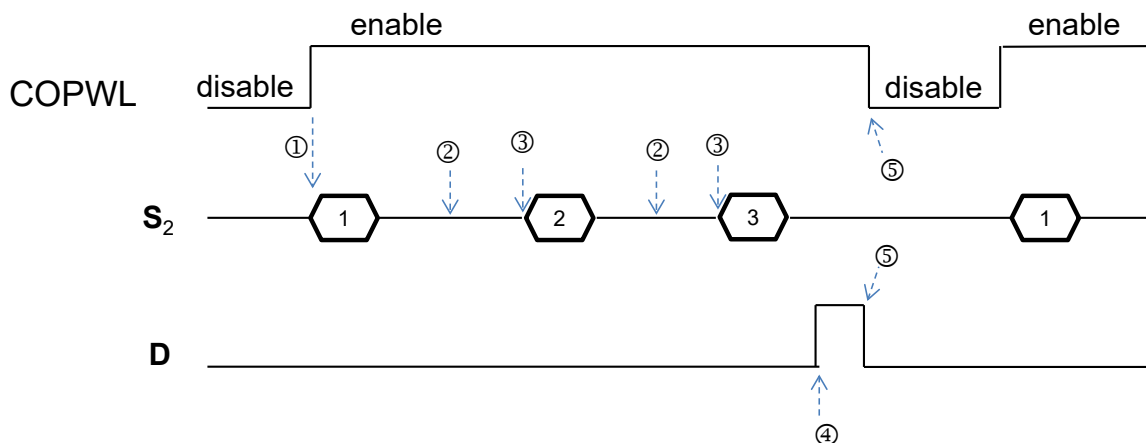 enable
enable
disable
disable
COPWL
①
②
③
②
③
⑤
S₂
1
2
3
1
⑤
D
④